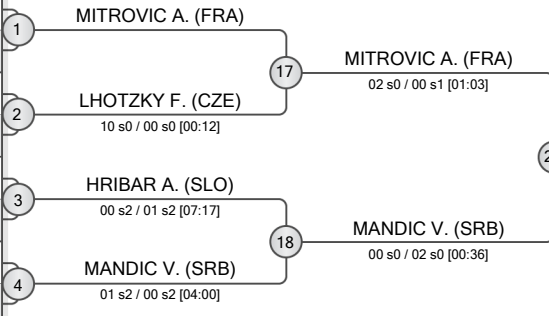 1
MITROVIC A. (FRA)
17
MITROVIC A. (FRA)
02 s0 / 00 s1 [01:03]
2
LHOTZKY F. (CZE)
10 s0 / 00 s0 [00:12]
3
HRIBAR A. (SLO)
00 s2 / 01 s2 [07:17]
18
MANDIC V. (SRB)
00 s0 / 02 s0 [00:36]
4
MANDIC V. (SRB)
01 s2 / 00 s2 [04:00]